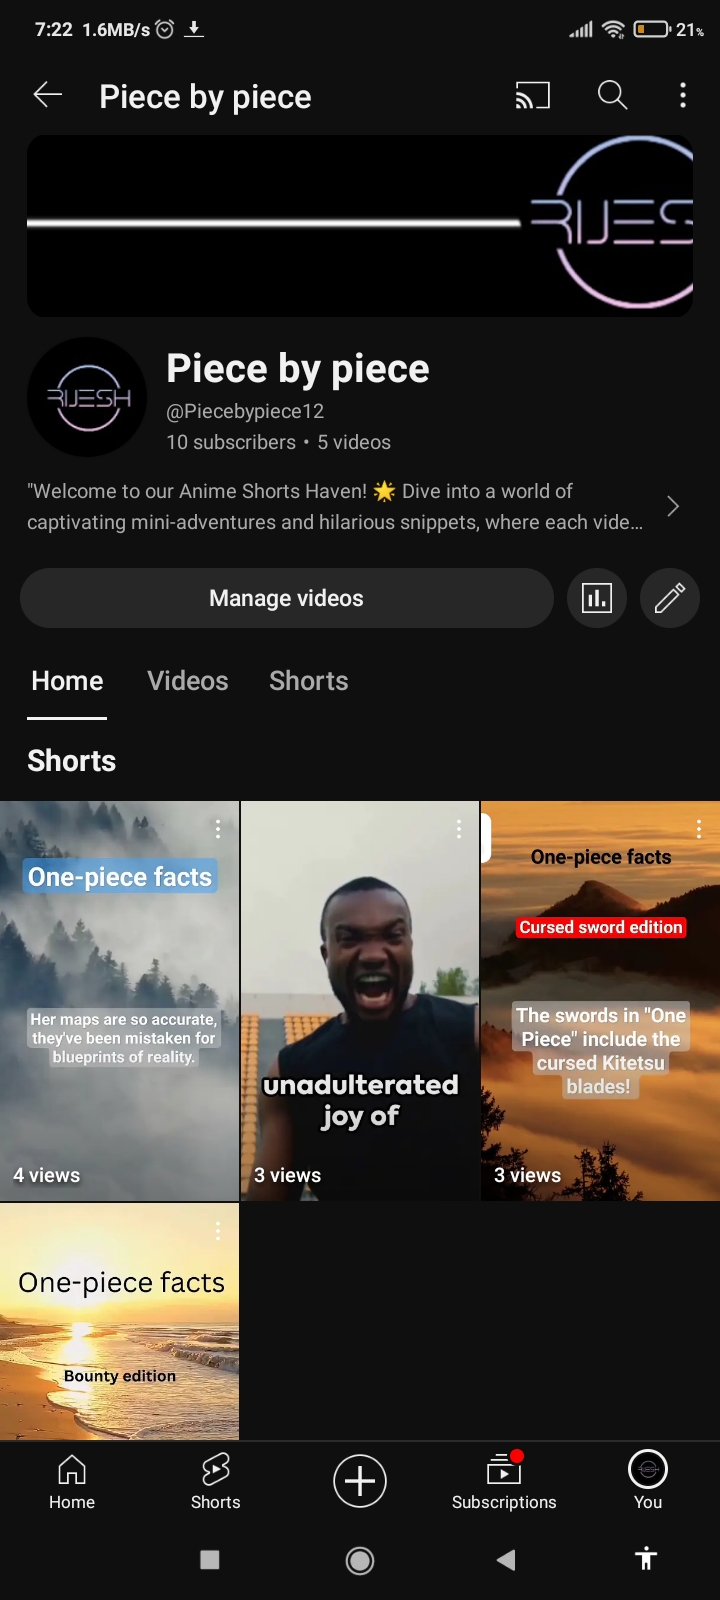 7:22 1.6MB/s 21%
Piece by piece
RUESH
Piece by piece
@Piecebypiece12
10 subscribers • 5 videos
"Welcome to our Anime Shorts Haven! 🌟 Dive into a world of
captivating mini-adventures and hilarious snippets, where each vide...
Manage videos
Home Videos Shorts
Shorts
One-piece facts
Her maps are so accurate,
they've been mistaken for
blueprints of reality.
4 views
unadulterated
joy of
3 views
One-piece facts
Cursed sword edition
The swords in "One
Piece" include the
cursed Kitetsu
blades!
3 views
One-piece facts
Bounty edition
Home Shorts Subscriptions You